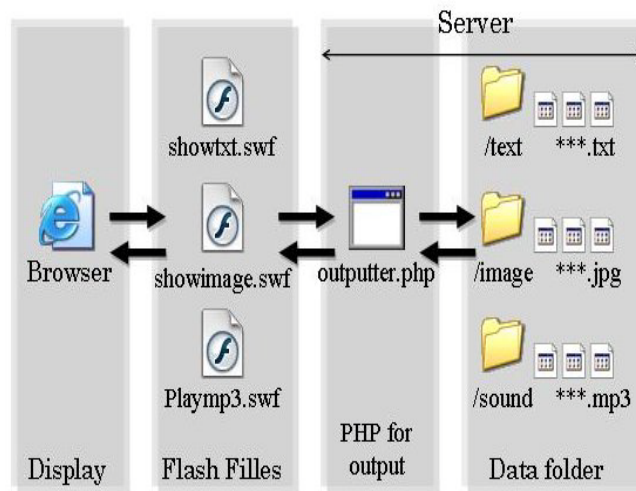 Server
showtxt.swf
/text ***.txt
Browser
showimage.swf
outputter.php
/image ***.jpg
Playmp3.swf
/sound ***.mp3
Display
Flash Filles
PHP for
output
Data folder